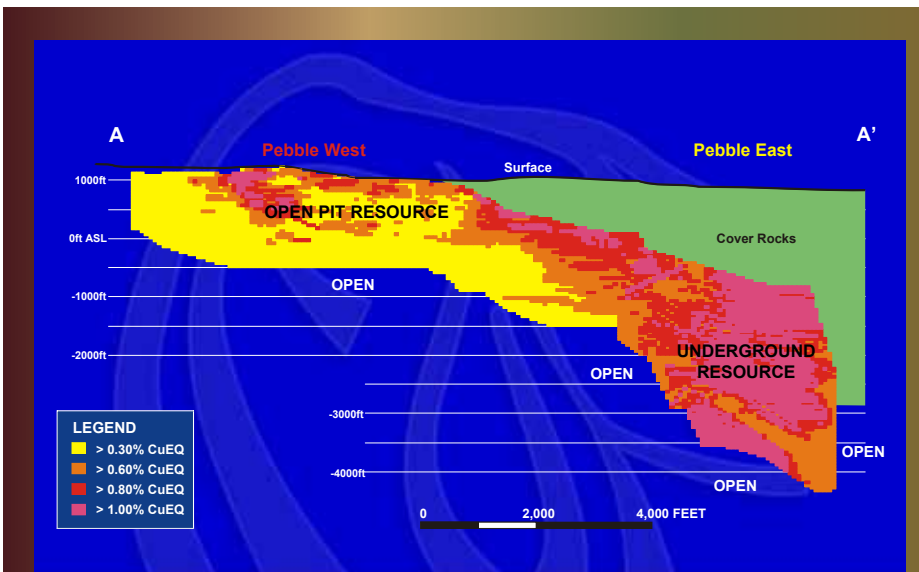 A
A'
Pebble West
Pebble East
Surface
1000ft
OPEN PIT RESOURCE
Cover Rocks
0ft ASL
OPEN
-1000ft
UNDERGROUND
RESOURCE
-2000ft
OPEN
-3000ft
OPEN
-4000ft
OPEN
LEGEND
> 0.30% CuEQ
> 0.60% CuEQ
> 0.80% CuEQ
> 1.00% CuEQ
0 2,000 4,000 FEET